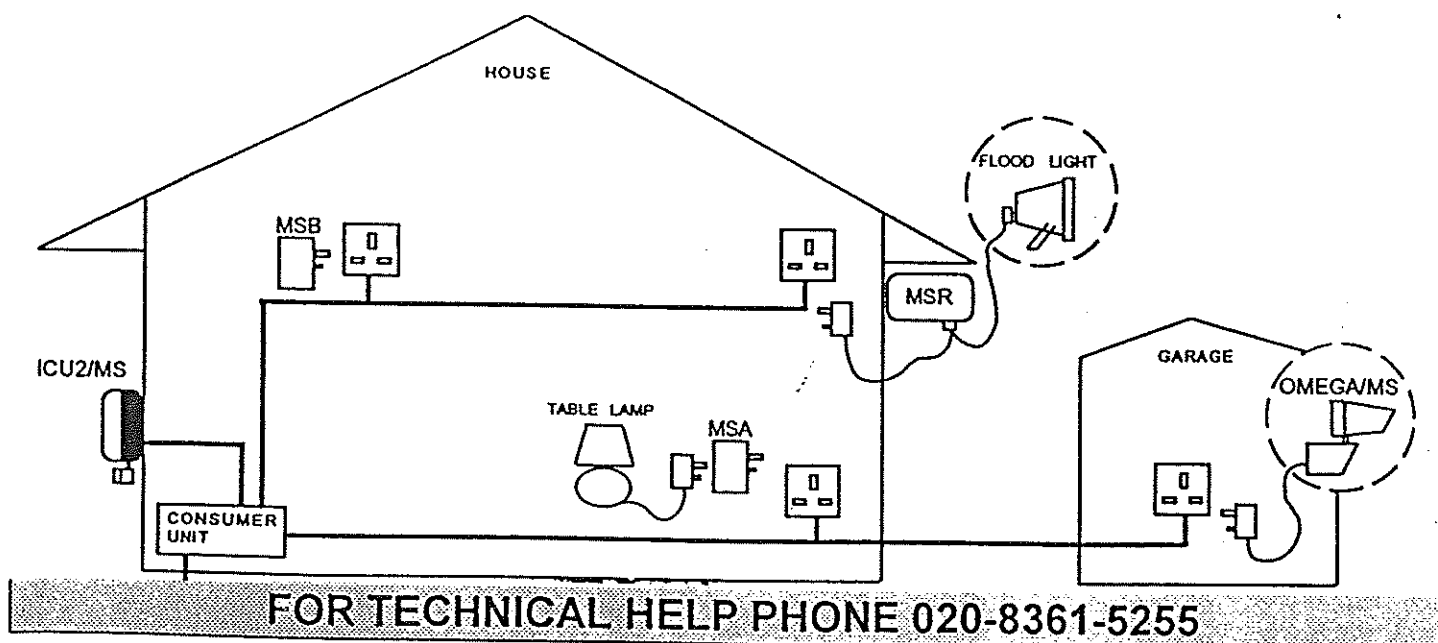 HOUSE
FLOOD LIGHT
MSB
MSR
ICU2/MS
GARAGE
OMEGA/MS
TABLE LAMP
MSA
CONSUMER
UNIT
FOR TECHNICAL HELP PHONE 020-8361-5255